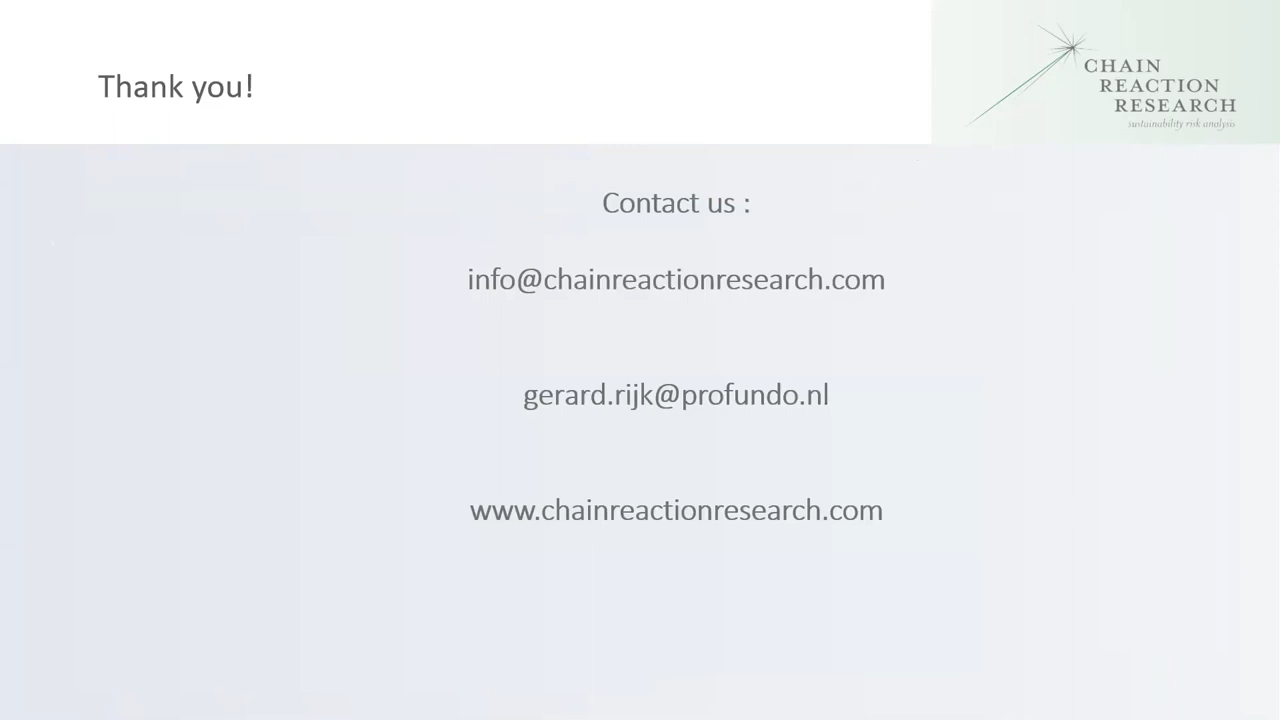 Thank you!
CHAIN
REACTION
RESEARCH
sustainability risk analysis
Contact us :
info@chainreactionresearch.com
gerard.rijk@profundo.nl
www.chainreactionresearch.com